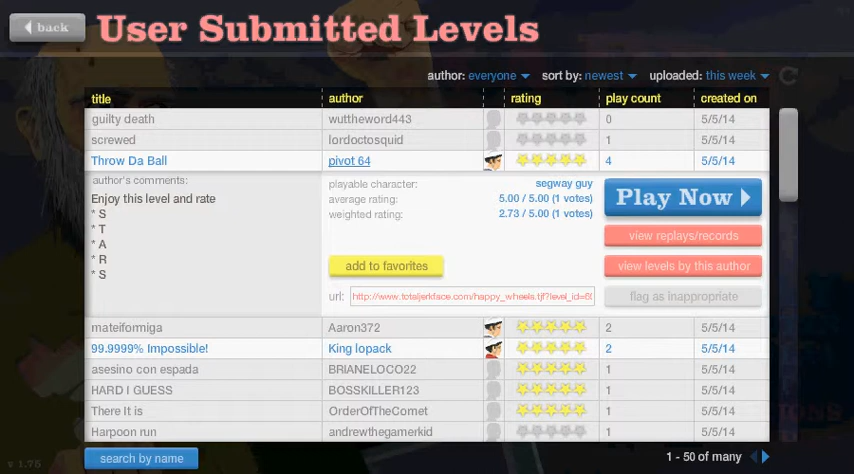 back
User Submitted Levels
author: everyone sort by: newest uploaded: this week
title author rating play count created on
guilty death wuttheword443 0 5/5/14
screwed lordoctosquid 1 5/5/14
Throw Da Ball pivot 64 4 5/5/14
author's comments:
Enjoy this level and rate
* S
* T
* A
* R
* S
playable character: segway guy
average rating: 5.00 / 5.00 (1 votes)
weighted rating: 2.73 / 5.00 (1 votes)
add to favorites
url: http://www.totaljerkface.com/happy_wheels.tjf?level_id=6
Play Now
view replays/records
view levels by this author
flag as inappropriate
mateiformiga Aaron372 2 5/5/14
99.9999% Impossible! King lopack 2 5/5/14
asesino con espada BRIANELOCO22 1 5/5/14
HARD I GUESS BOSSKILLER123 1 5/5/14
There It is OrderOfTheComet 1 5/5/14
Harpoon run andrewthegamerkid 1 5/5/14
search by name
1 - 50 of many
v 1.75